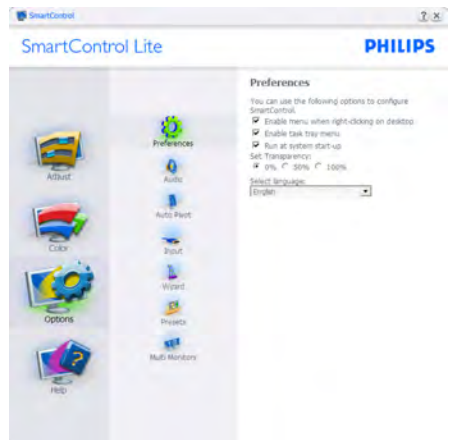 SmartControl
? X
SmartControl Lite
PHILIPS
Adjust
Color
Options
Help
Preferences
Audio
Auto Pivot
Input
Wizard
Presets
Multi Monitors
Preferences
You can use the following options to configure
SmartControl.
Enable menu when right-clicking on desktop
Enable task tray menu
Run at system start-up
Set Transparency:
0% 50% 100%
Select language:
English